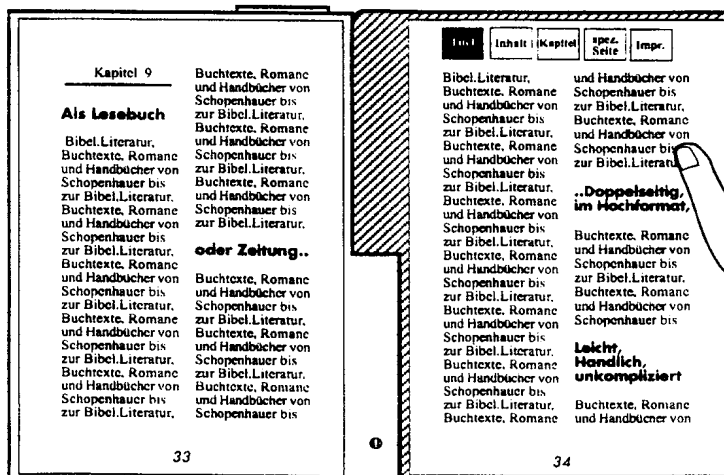 Kapitel 9
Als Lesebuch
Bibel.Literatur,
Buchtexte, Romane
und Handbücher von
Schopenhauer bis
zur Bibel.Literatur,
Buchtexte, Romane
und Handbücher von
Schopenhauer bis
zur Bibel.Literatur,
Buchtexte, Romane
und Handbücher von
Schopenhauer bis
zur Bibel.Literatur,
Buchtexte, Romane
und Handbücher von
Schopenhauer bis
zur Bibel.Literatur,
Buchtexte, Romane
und Handbücher von
Schopenhauer bis
zur Bibel.Literatur,
Buchtexte, Romane
und Handbücher von
Schopenhauer bis
zur Bibel.Literatur,
Buchtexte, Romane
und Handbücher von
Schopenhauer bis
zur Bibel.Literatur,
Buchtexte, Romane
und Handbücher von
Schopenhauer bis
zur Bibel.Literatur,
oder Zeitung..
Buchtexte, Romane
und Handbücher von
Schopenhauer bis
zur Bibel.Literatur,
Buchtexte, Romane
und Handbücher von
Schopenhauer bis
zur Bibel.Literatur,
Buchtexte, Romane
und Handbücher von
Schopenhauer bis
33
Inhalt Kapitel spez. Seite Impr.
Bibel.Literatur,
Buchtexte, Romane
und Handbücher von
Schopenhauer bis
zur Bibel.Literatur,
Buchtexte, Romane
und Handbücher von
Schopenhauer bis
zur Bibel.Literatur,
Buchtexte, Romane
und Handbücher von
Schopenhauer bis
zur Bibel.Literatur,
Buchtexte, Romane
und Handbücher von
Schopenhauer bis
zur Bibel.Literatur,
Buchtexte, Romane
und Handbücher von
Schopenhauer bis
zur Bibel.Literatur,
Buchtexte, Romane
und Handbücher von
Schopenhauer bis
zur Bibel.Literatur,
Buchtexte, Romane
und Handbücher von
Schopenhauer bis
zur Bibel.Literatur,
Buchtexte, Romane
und Handbücher von
Schopenhauer bis
zur Bibel.Literatu
..Doppelseitig,
im Hochformat,
Buchtexte, Romane
und Handbücher von
Schopenhauer bis
zur Bibel.Literatur,
Buchtexte, Romane
und Handbücher von
Schopenhauer bis
Leicht,
Handlich,
unkompliziert
Buchtexte, Romane
und Handbücher von
34